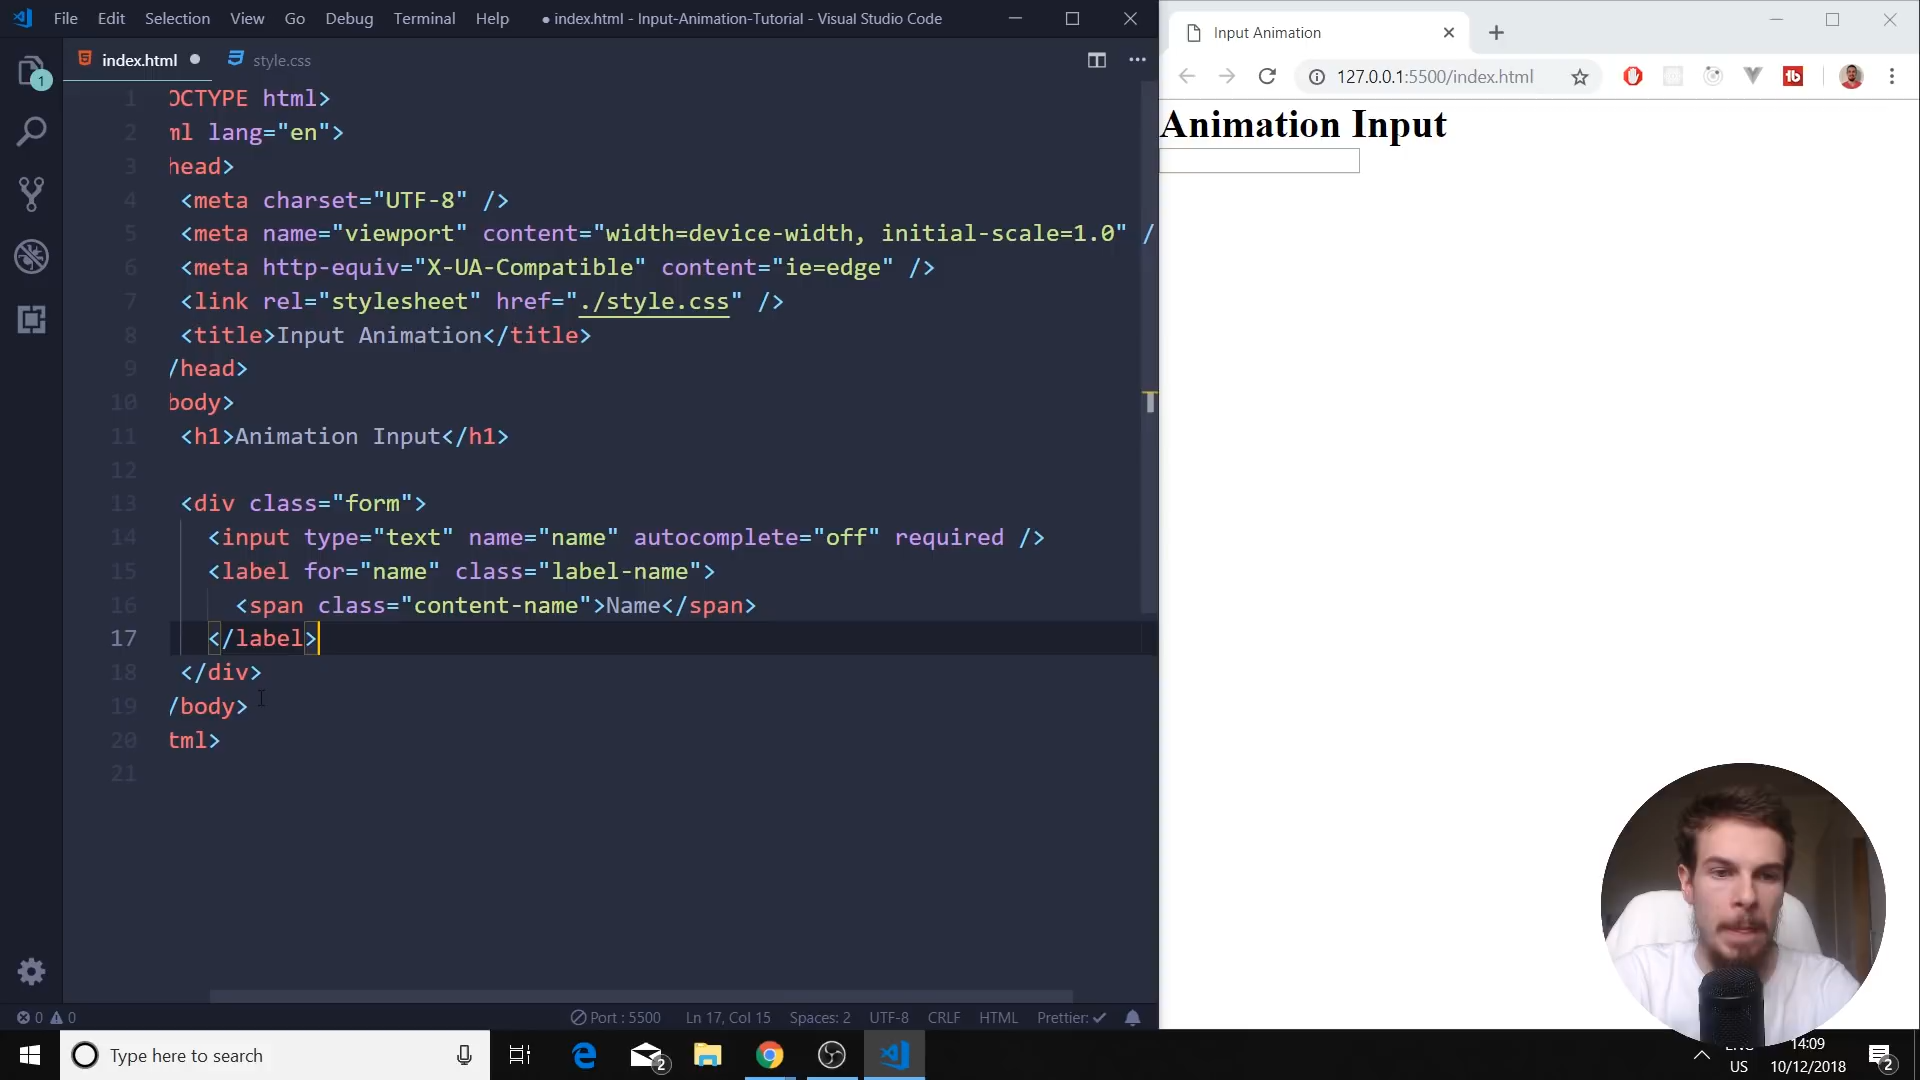 File Edit Selection View Go Debug Terminal Help
● index.html - Input-Animation-Tutorial - Visual Studio Code
index.html ●
style.css
1 OCTYPE html>
2 ml lang="en">
3 head>
4 <meta charset="UTF-8" />
5 <meta name="viewport" content="width=device-width, initial-scale=1.0" /
6 <meta http-equiv="X-UA-Compatible" content="ie=edge" />
7 <link rel="stylesheet" href="./style.css" />
8 <title>Input Animation</title>
9 /head>
10 body>
11 <h1>Animation Input</h1>
12
13 <div class="form">
14 <input type="text" name="name" autocomplete="off" required />
15 <label for="name" class="label-name">
16 <span class="content-name">Name</span>
17 </label>
18 </div>
19 /body>
20 tml>
21
1
0 0
Port : 5500
Ln 17, Col 15
Spaces: 2
UTF-8
CRLF
HTML
Prettier: ✓
Input Animation
127.0.0.1:5500/index.html
tb
Animation Input
Type here to search
2
ENG
US
14:09
10/12/2018
2